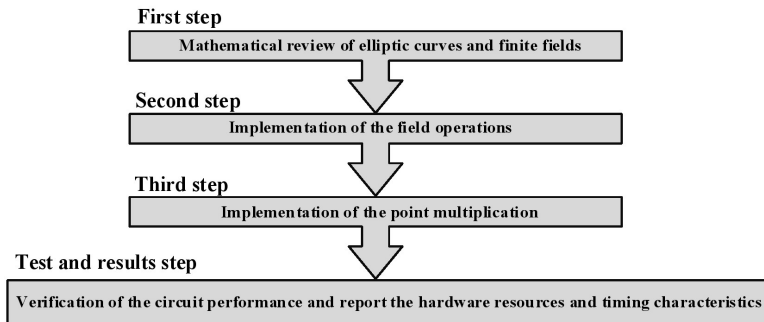 First step
Mathematical review of elliptic curves and finite fields
Second step
Implementation of the field operations
Third step
Implementation of the point multiplication
Test and results step
Verification of the circuit performance and report the hardware resources and timing characteristics